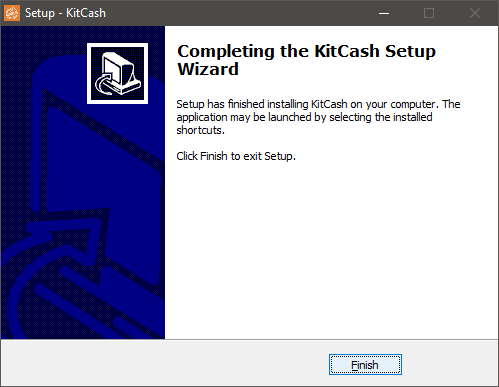 Setup - KitCash
Completing the KitCash Setup
Wizard
Setup has finished installing KitCash on your computer. The
application may be launched by selecting the installed
shortcuts.
Click Finish to exit Setup.
Finish